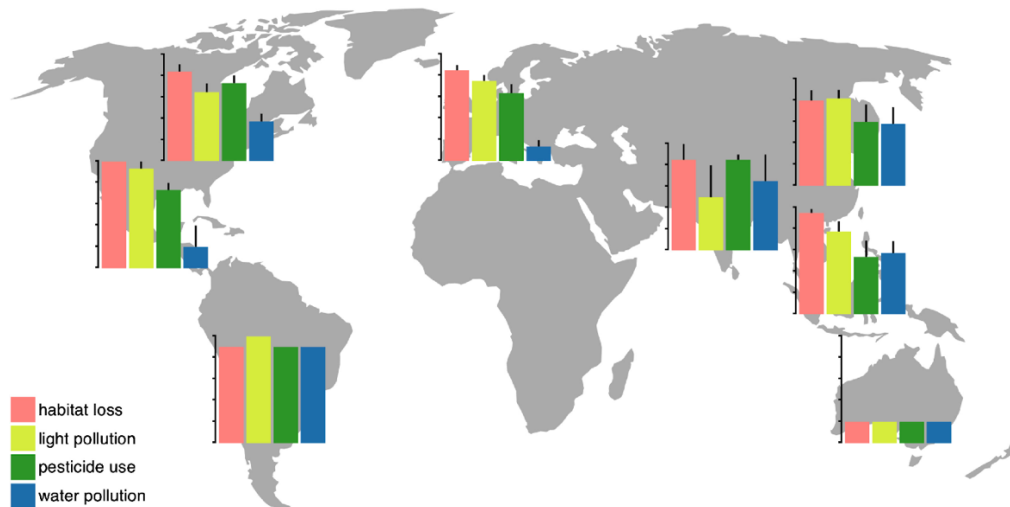 habitat loss
light pollution
pesticide use
water pollution